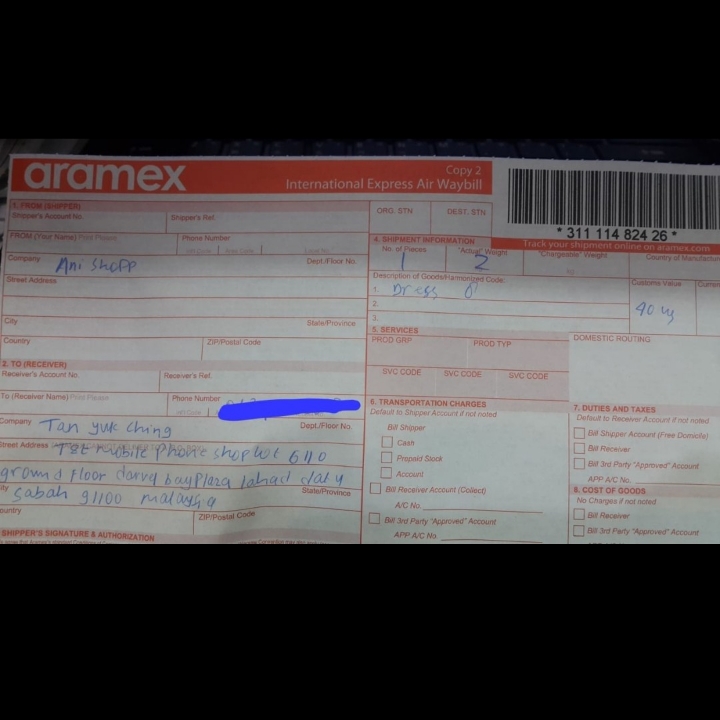 aramex
Copy 2
International Express Air Waybill
* 311 114 824 26 *
Track your shipment online on aramex.com
1. FROM (SHIPPER)
Shipper's Account No.
Shipper's Ref.
FROM (Your Name) Print Please
Phone Number
Company Ani Shopp
Dept./Floor No.
Street Address
City
State/Province
Country
ZIP/Postal Code
2. TO (RECEIVER)
Receiver's Account No.
Receiver's Ref.
To (Receiver Name) Print Please
Phone Number
Company Tan yuk Ching
Dept./Floor No.
Street Address T&t mobile Phone shop lot 6110
ground Floor darvel bay Plaza lahad datu
City sabah 91100 malaysia
State/Province
Country
ZIP/Postal Code
SHIPPER'S SIGNATURE & AUTHORIZATION
ORG. STN
DEST. STN
4. SHIPMENT INFORMATION
No. of Pieces
"Actual" Weight
"Chargeable" Weight
Country of Manufacture
1 2
Description of Goods/Harmonized Code:
Customs Value
1. Dress
2.
3.
40
5. SERVICES
PROD GRP
PROD TYP
DOMESTIC ROUTING
SVC CODE
SVC CODE
SVC CODE
6. TRANSPORTATION CHARGES
Default to Shipper Account if not noted
Bill Shipper
Cash
Prepaid Stock
Account
Bill Receiver Account (Collect)
A/C No.
Bill 3rd Party "Approved" Account
APP A/C No.
7. DUTIES AND TAXES
Default to Receiver Account if not noted
Bill Shipper Account (Free Domicile)
Bill Receiver
Bill 3rd Party "Approved" Account
APP A/C No.
8. COST OF GOODS
No Charges if not noted
Bill Receiver
Bill 3rd Party "Approved" Account